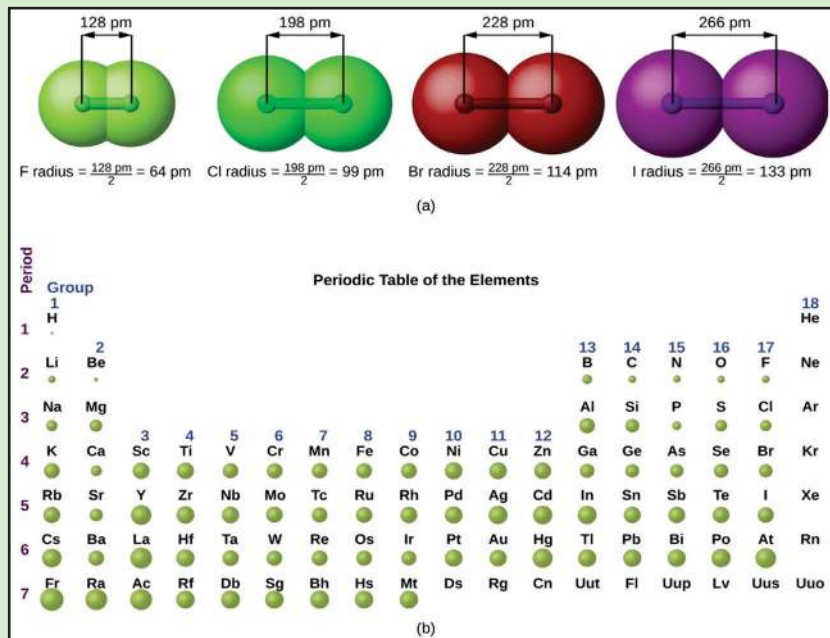 128 pm 198 pm 228 pm 266 pm
F radius = 128 pm / 2 = 64 pm Cl radius = 198 pm / 2 = 99 pm Br radius = 228 pm / 2 = 114 pm I radius = 266 pm / 2 = 133 pm
(a)
Period
Periodic Table of the Elements
Group
1 18
1 H He
2 13 14 15 16 17
2 Li Be B C N O F Ne
3 Na Mg Al Si P S Cl Ar
3 4 5 6 7 8 9 10 11 12
4 K Ca Sc Ti V Cr Mn Fe Co Ni Cu Zn Ga Ge As Se Br Kr
5 Rb Sr Y Zr Nb Mo Tc Ru Rh Pd Ag Cd In Sn Sb Te I Xe
6 Cs Ba La Hf Ta W Re Os Ir Pt Au Hg Tl Pb Bi Po At Rn
7 Fr Ra Ac Rf Db Sg Bh Hs Mt Ds Rg Cn Uut Fl Uup Lv Uus Uuo
(b)